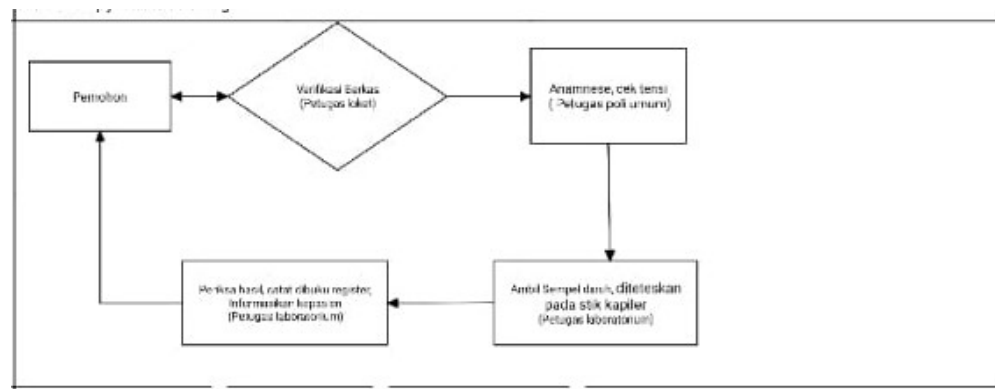 Pemohon
Verifikasi Berkas
(Petugas loket)
Anamnese, cek tensi
( Petugas poli umum)
Periksa hasil, catat dibuku register,
Informasikan kepasien
(Petugas laboratorium)
Ambil Sempel darah, diteteskan
pada stik kapiler
(Petugas laboratorium)